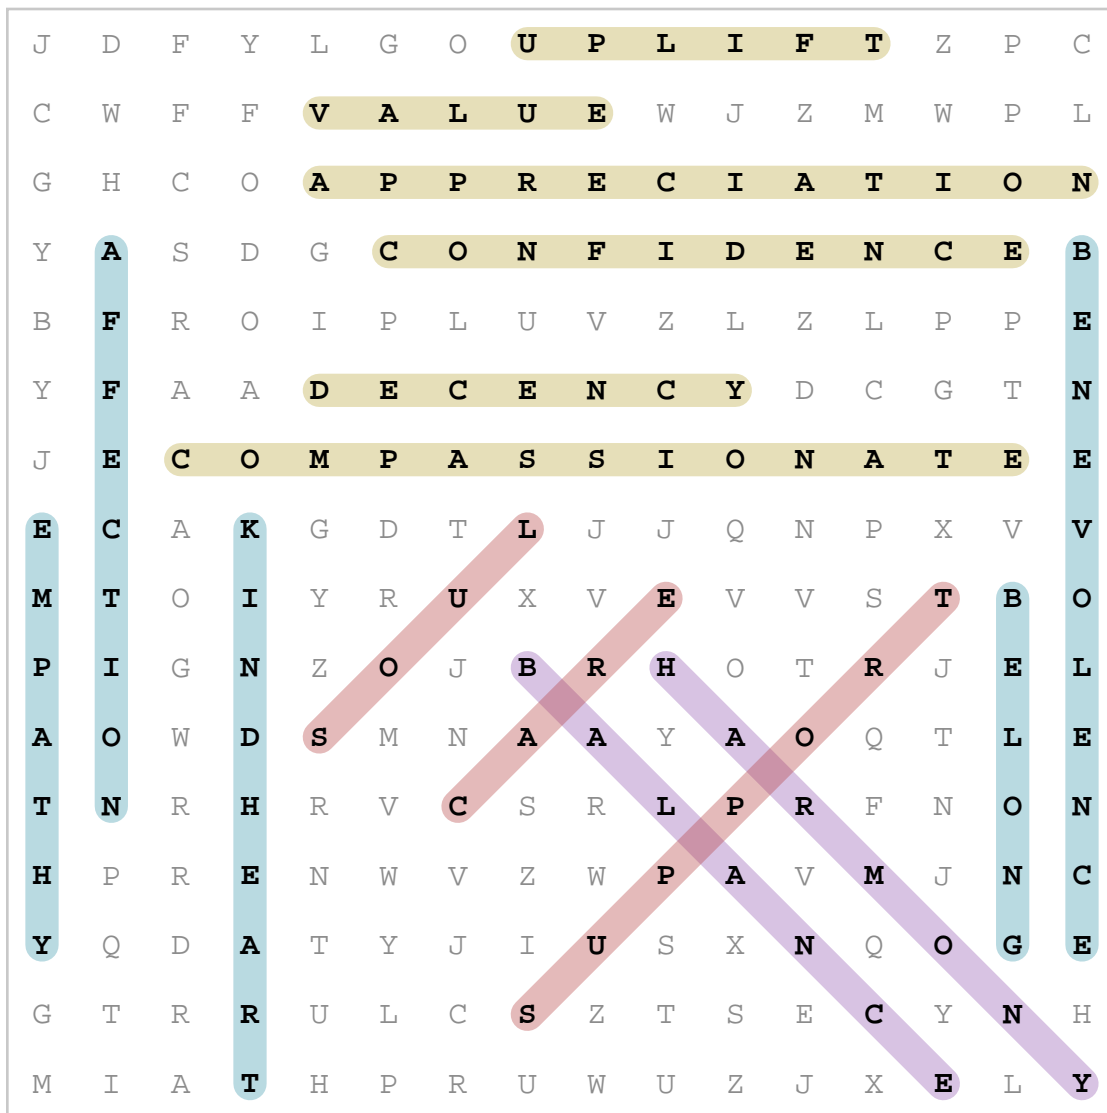 J D F Y L G O U P L I F T Z P C
C W F F V A L U E W J Z M W P L
G H C O A P P R E C I A T I O N
Y A S D G C O N F I D E N C E B
B F R O I P L U V Z L Z L P P E
Y F A A D E C E N C Y D C G T N
J E C O M P A S S I O N A T E E
E C A K G D T L J J Q N P X V V
M T O I Y R U X V E V V S T B O
P I G N Z O J B R H O T R J E L
A O W D S M N A A Y A O Q T L E
T N R H R V C S R L P R F N O N
H P R E N W V Z W P A V M J N C
Y Q D A T Y J I U S X N Q O G E
G T R R U L C S Z T S E C Y N H
M I A T H P R U W U Z J X E L Y